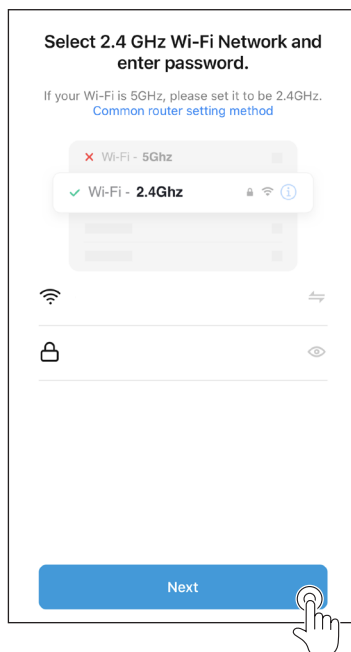 Select 2.4 GHz Wi-Fi Network and
enter password.
If your Wi-Fi is 5GHz, please set it to be 2.4GHz.
Common router setting method
Wi-Fi - 5Ghz
Wi-Fi - 2.4Ghz
Next